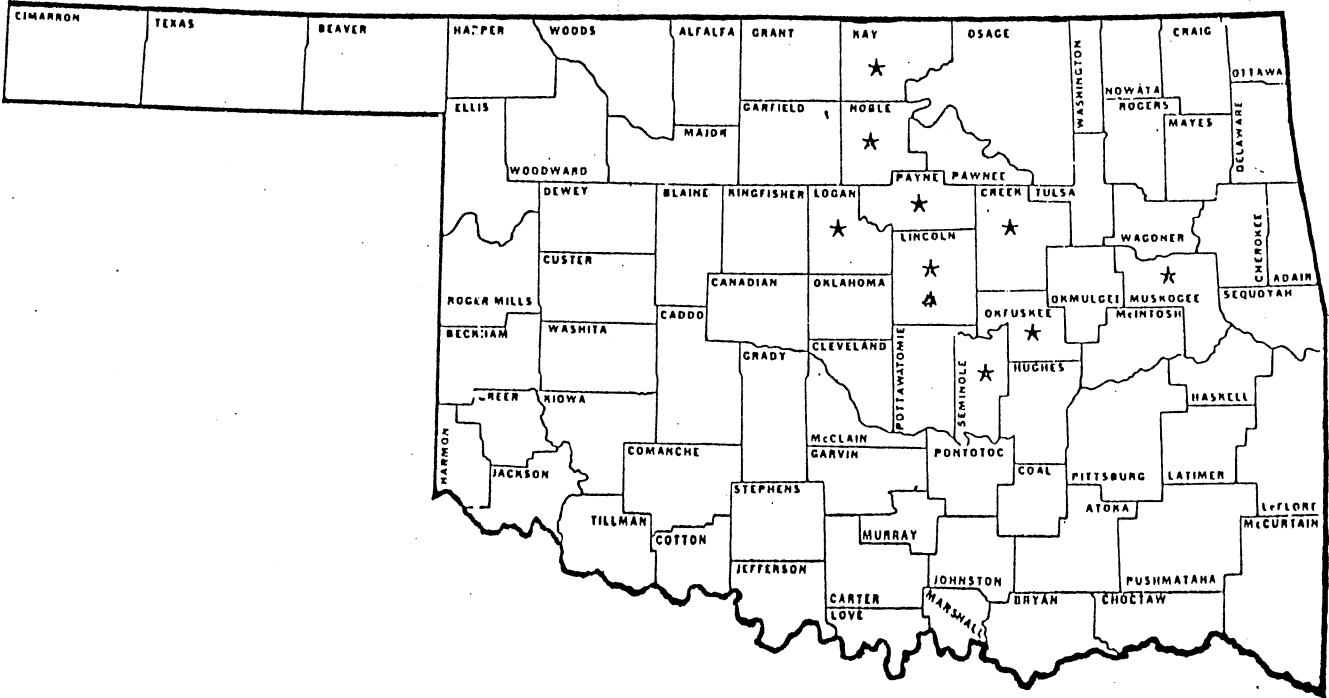 CIMARRON
TEXAS
BEAVER
HARPER
WOODS
ALFALFA
GRANT
KAY
OSAGE
WASHINGTON
CRAIG
OTTAWA
NOWATA
ROGERS
MAYES
DELAWARE
ELLIS
WOODWARD
MAJOR
GARFIELD
NOBLE
PAYNE
PAWNEE
DEWEY
BLAINE
KINGFISHER
LOGAN
CREEK
TULSA
LINCOLN
WAGONER
CHEROKEE
ADAIR
CUSTER
CANADIAN
OKLAHOMA
OKMULGEE
MUSKOGEE
SEQUOYAH
ROGER MILLS
CADDO
OKFUSKEE
McINTOSH
BECKHAM
WASHITA
GRADY
CLEVELAND
POTTAWATOMIE
SEMINOLE
HUGHES
GREER
KIOWA
HASKELL
HARMON
JACKSON
COMANCHE
McCLAIN
GARVIN
PONTOTOC
COAL
PITTSBURG
LATIMER
STEPHENS
TILLMAN
COTTON
MURRAY
ATOKA
LeFLORE
McCURTAIN
JEFFERSON
JOHNSTON
PUSHMATAHA
CARTER
LOVE
MARSHALL
BRYAN
CHOCTAW